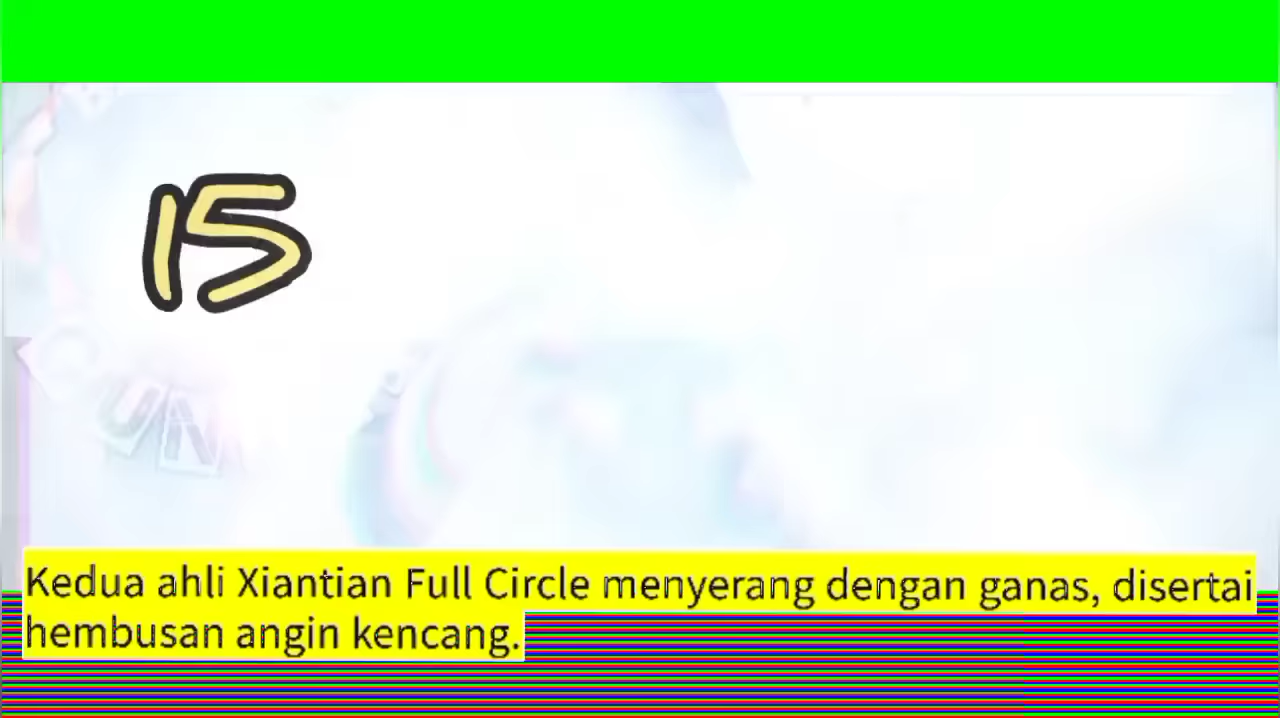 15
Kedua ahli Xiantian Full Circle menyerang dengan ganas, disertai
hembusan angin kencang.